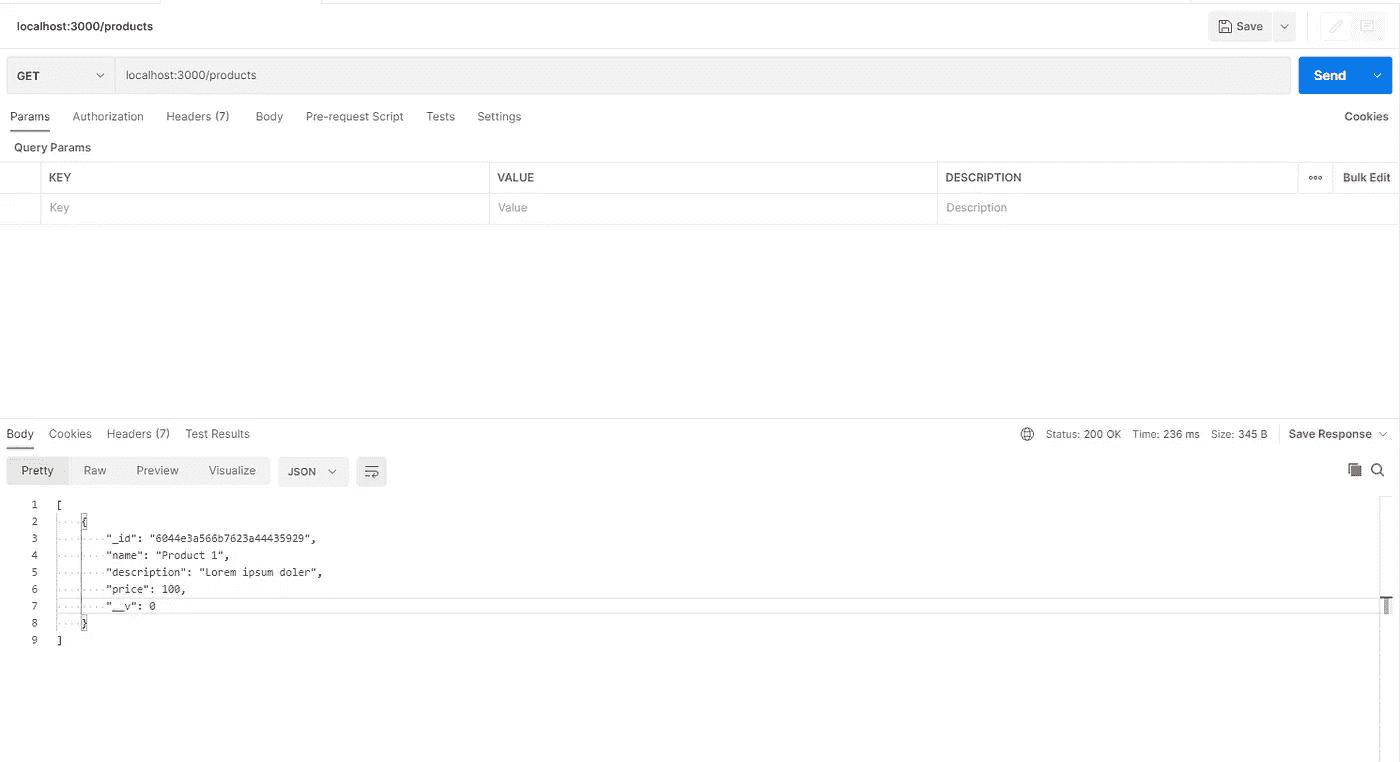 localhost:3000/products
Save
GET localhost:3000/products Send
Params Authorization Headers (7) Body Pre-request Script Tests Settings Cookies
Query Params
KEY VALUE DESCRIPTION ooo Bulk Edit
Key Value Description
Body Cookies Headers (7) Test Results Status: 200 OK Time: 236 ms Size: 345 B Save Response
Pretty Raw Preview Visualize JSON
1 [
2 {
3 "_id": "6044e3a566b7623a44435929",
4 "name": "Product 1",
5 "description": "Lorem ipsum doler",
6 "price": 100,
7 "__v": 0
8 }
9 ]